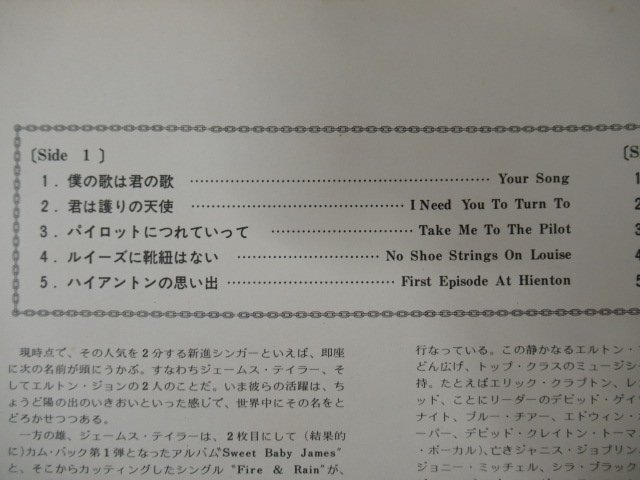 〔Side 1〕
1．僕の歌は君の歌 Your Song
2．君は護りの天使 I Need You To Turn To
3．パイロットにつれていって Take Me To The Pilot
4．ルイーズに靴紐はない No Shoe Strings On Louise
5．ハイアントンの思い出 First Episode At Hienton
〔S
1
2
3
4
5
現時点で、その人気を2分する新進シンガーといえば、即座
に次の名前が頭にうかぶ。すなわちジェームス・テイラー、そ
してエルトン・ジョンの2人のことだ。いま彼らの活躍は、ち
ょうど陽の出のいきおいといった感じで、世界中にその名をと
どろかせつつある。
一方の雄、ジェームス・テイラーは、2枚目にして(結果的
に)カム・バック第1弾となったアルバム“Sweet Baby James”
と、そこからカッティングしたシングル“Fire & Rain”が、
行なっている。この静かなるエルトン・
どん広げ、トップ・クラスのミュージシ
持。たとえばエリック・クラプトン、レ
ッド、ことにリーダーのデビッド・ゲイ
ナイト、ブルー・チアー、エドウィン・
ーパー、デビッド・クレイトン・トーマ
・ボーカル)、亡きジャニス・ジョプリン
ジョニー・ミッチェル、シラ・ブラック